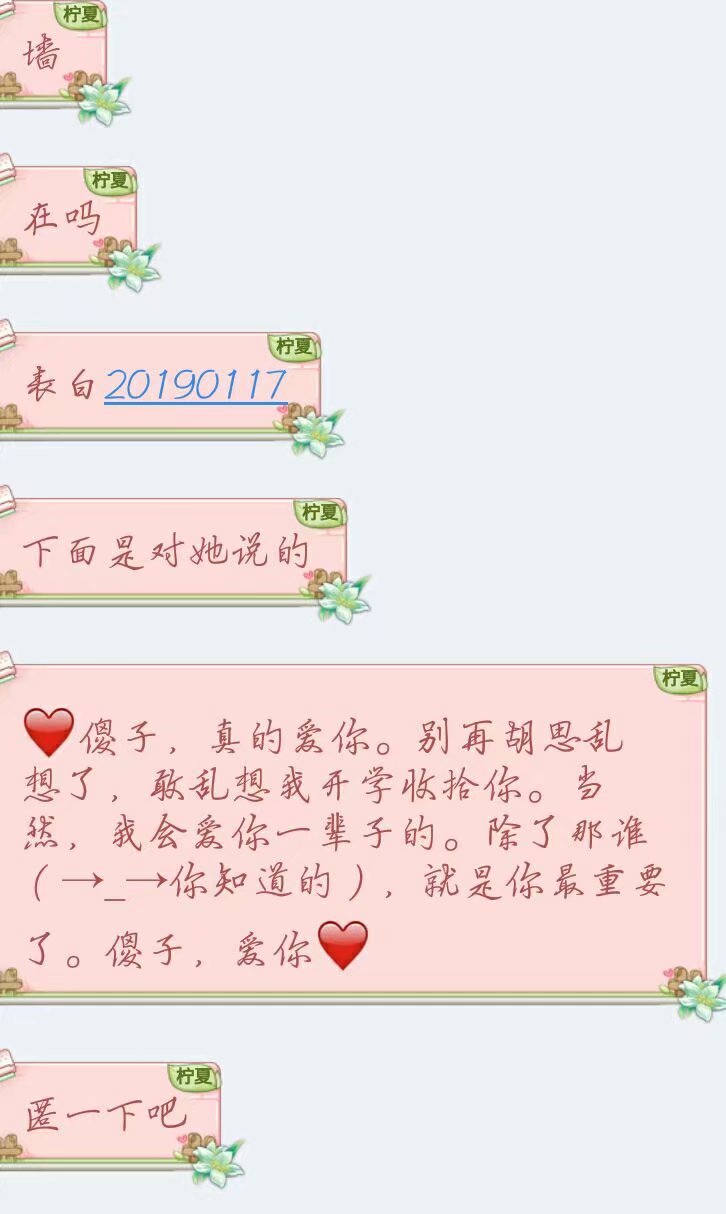 柠夏
墙
柠夏
在吗
柠夏
表白20190117
柠夏
下面是对她说的
柠夏
❤️傻子，真的爱你。别再胡思乱
想了，敢乱想我开学收拾你。当
然，我会爱你一辈子的。除了那谁
（→_→你知道的），就是你最重要
了。傻子，爱你❤️
柠夏
匿一下吧